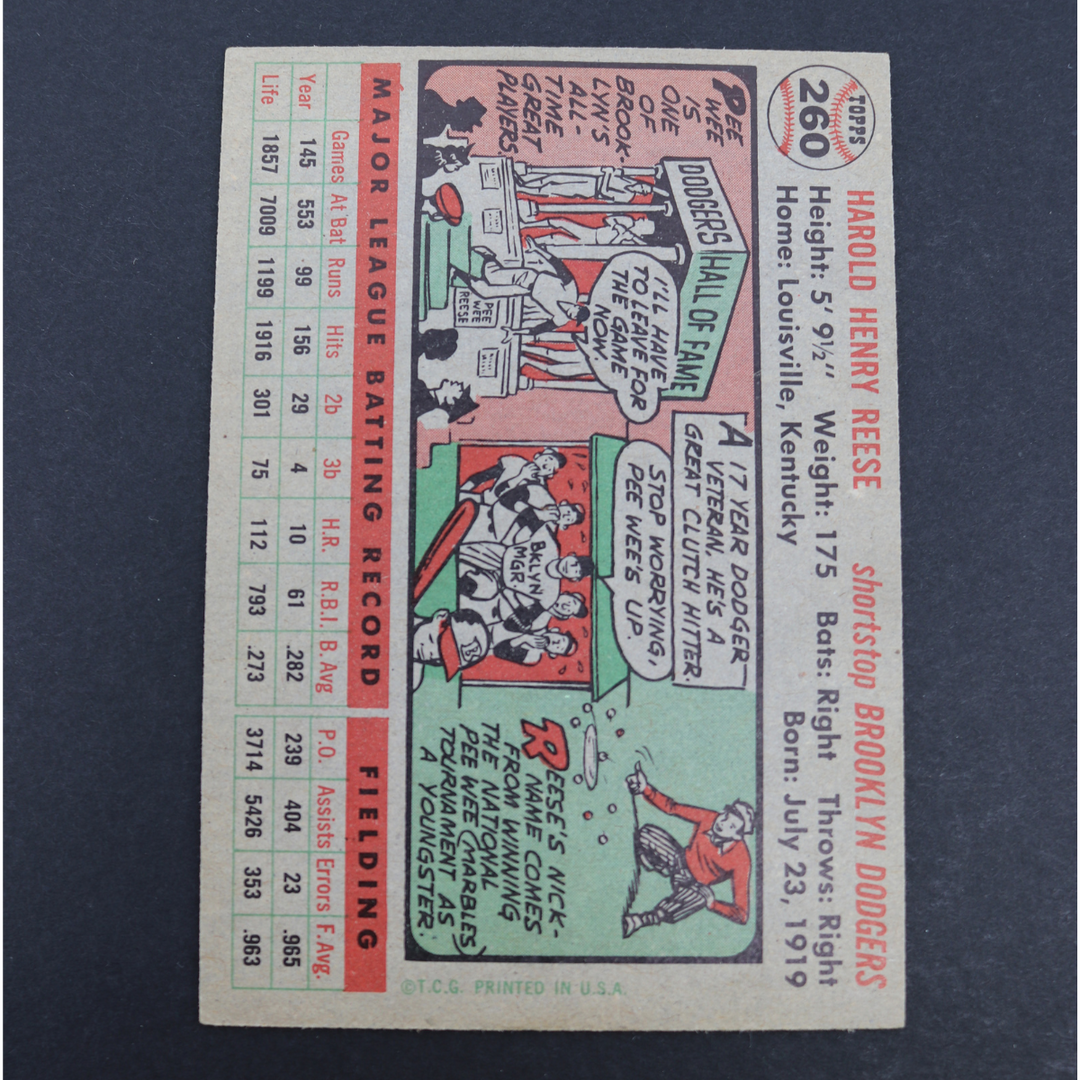 TOPPS
260
HAROLD HENRY REESE shortstop BROOKLYN DODGERS
Height: 5' 9½" Weight: 175 Bats: Right Throws: Right
Home: Louisville, Kentucky Born: July 23, 1919
PEE
WEE
IS
ONE
OF
BROOK-
LYN'S
ALL-
TIME
GREAT
PLAYERS.
DODGERS HALL OF FAME
I'LL HAVE
TO LEAVE FOR
THE GAME
NOW.
PEE
WEE
REESE
A 17 YEAR DODGER
VETERAN, HE'S A
GREAT CLUTCH HITTER.
STOP WORRYING,
PEE WEE'S UP.
BKLYN
MGR.
B
REESE'S NICK-
NAME COMES
FROM WINNING
THE NATIONAL
PEE WEE (MARBLES)
TOURNAMENT AS
A YOUNGSTER.
MAJOR LEAGUE BATTING RECORD FIELDING
Games At Bat Runs Hits 2b 3b H.R. R.B.I. B. Avg P.O. Assists Errors F. Avg.
Year 145 553 99 156 29 4 10 61 .282 239 404 23 .965
Life 1857 7009 1199 1916 301 75 112 793 .273 3714 5426 353 .963
©T.C.G. PRINTED IN U.S.A.